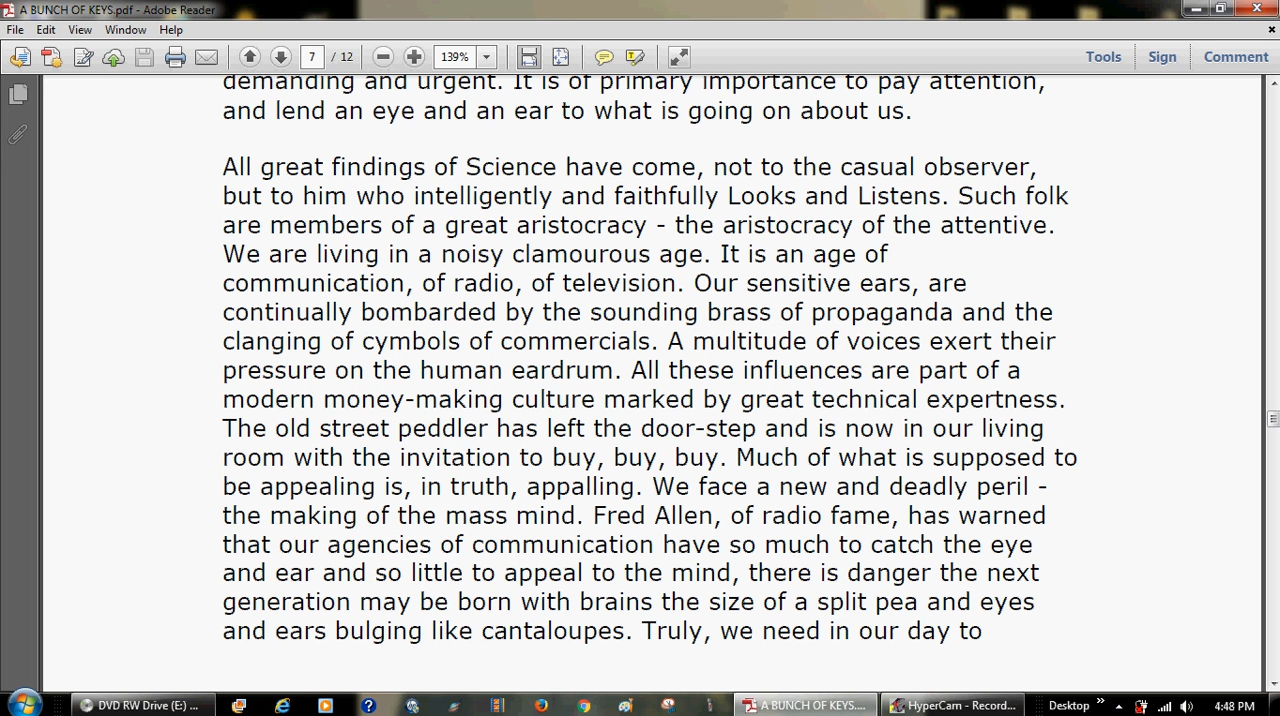 A BUNCH OF KEYS.pdf - Adobe Reader
File Edit View Window Help
7 / 12 139% Tools Sign Comment
demanding and urgent. It is of primary importance to pay attention,
and lend an eye and an ear to what is going on about us.
All great findings of Science have come, not to the casual observer,
but to him who intelligently and faithfully Looks and Listens. Such folk
are members of a great aristocracy - the aristocracy of the attentive.
We are living in a noisy clamourous age. It is an age of
communication, of radio, of television. Our sensitive ears, are
continually bombarded by the sounding brass of propaganda and the
clanging of cymbols of commercials. A multitude of voices exert their
pressure on the human eardrum. All these influences are part of a
modern money-making culture marked by great technical expertness.
The old street peddler has left the door-step and is now in our living
room with the invitation to buy, buy, buy. Much of what is supposed to
be appealing is, in truth, appalling. We face a new and deadly peril -
the making of the mass mind. Fred Allen, of radio fame, has warned
that our agencies of communication have so much to catch the eye
and ear and so little to appeal to the mind, there is danger the next
generation may be born with brains the size of a split pea and eyes
and ears bulging like cantaloupes. Truly, we need in our day to
DVD RW Drive (E:) ... A BUNCH OF KEYS.... HyperCam - Record... Desktop » 4:48 PM